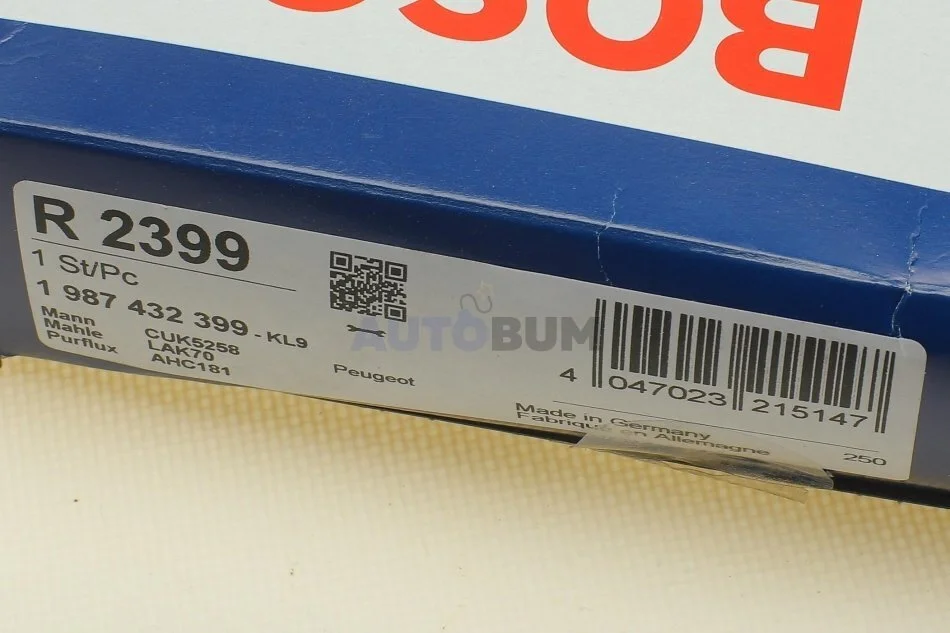 BOSCH
R 2399
1 St/Pc
1 987 432 399 - KL9
Mann CUK5258
Mahle LAK70
Purflux AHC181
Peugeot
AUTOBUM
4 047023 215147
Made in Germany
Fabriqué en Allemagne
250